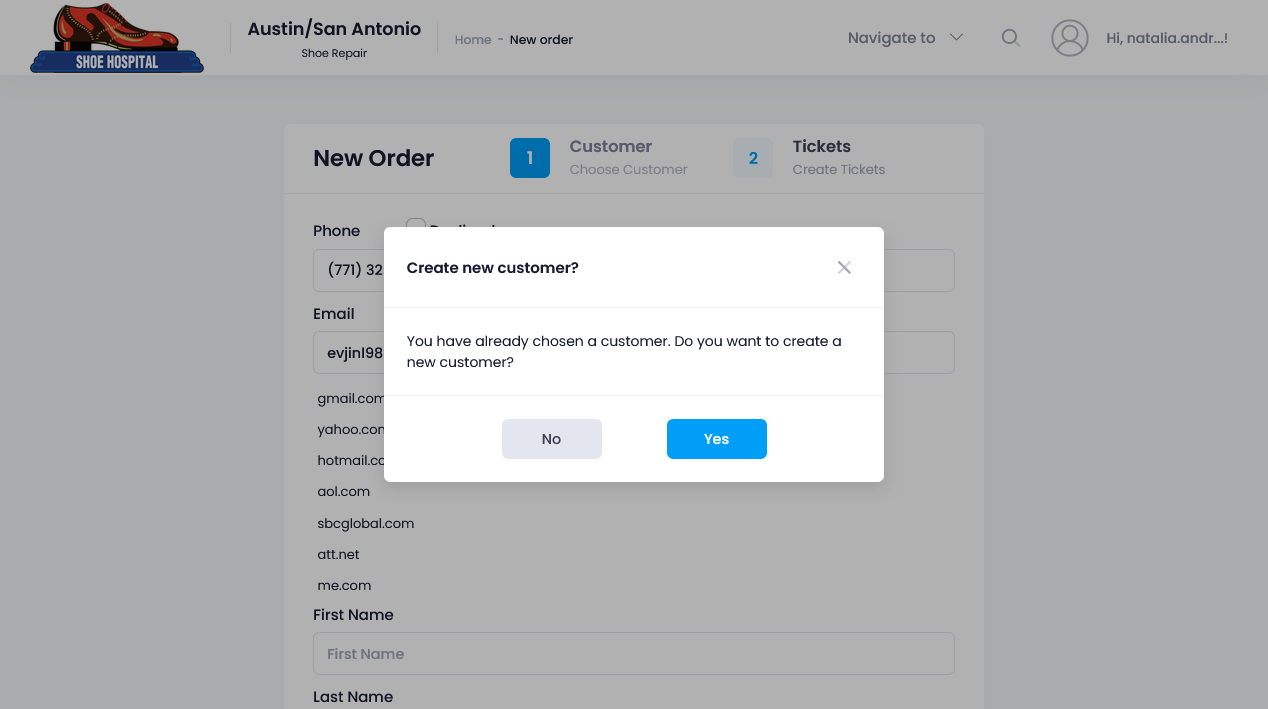 SHOE HOSPITAL
Austin/San Antonio
Shoe Repair
Home - New order
Navigate to
Hi, natalia.andr...!
New Order
1
Customer
Choose Customer
2
Tickets
Create Tickets
Phone
(771) 32
Email
evjinl98
gmail.com
yahoo.com
hotmail.co
aol.com
sbcglobal.com
att.net
me.com
First Name
First Name
Last Name
Create new customer?
You have already chosen a customer. Do you want to create a
new customer?
No
Yes